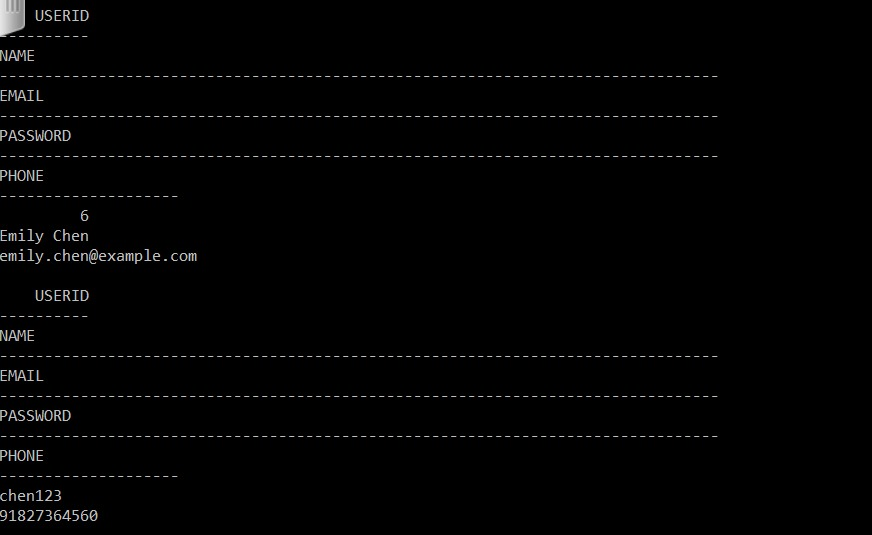 USERID
----------
NAME
--------------------------------------------------------------------------------
EMAIL
--------------------------------------------------------------------------------
PASSWORD
--------------------------------------------------------------------------------
PHONE
--------------------
6
Emily Chen
emily.chen@example.com
USERID
----------
NAME
--------------------------------------------------------------------------------
EMAIL
--------------------------------------------------------------------------------
PASSWORD
--------------------------------------------------------------------------------
PHONE
--------------------
chen123
91827364560